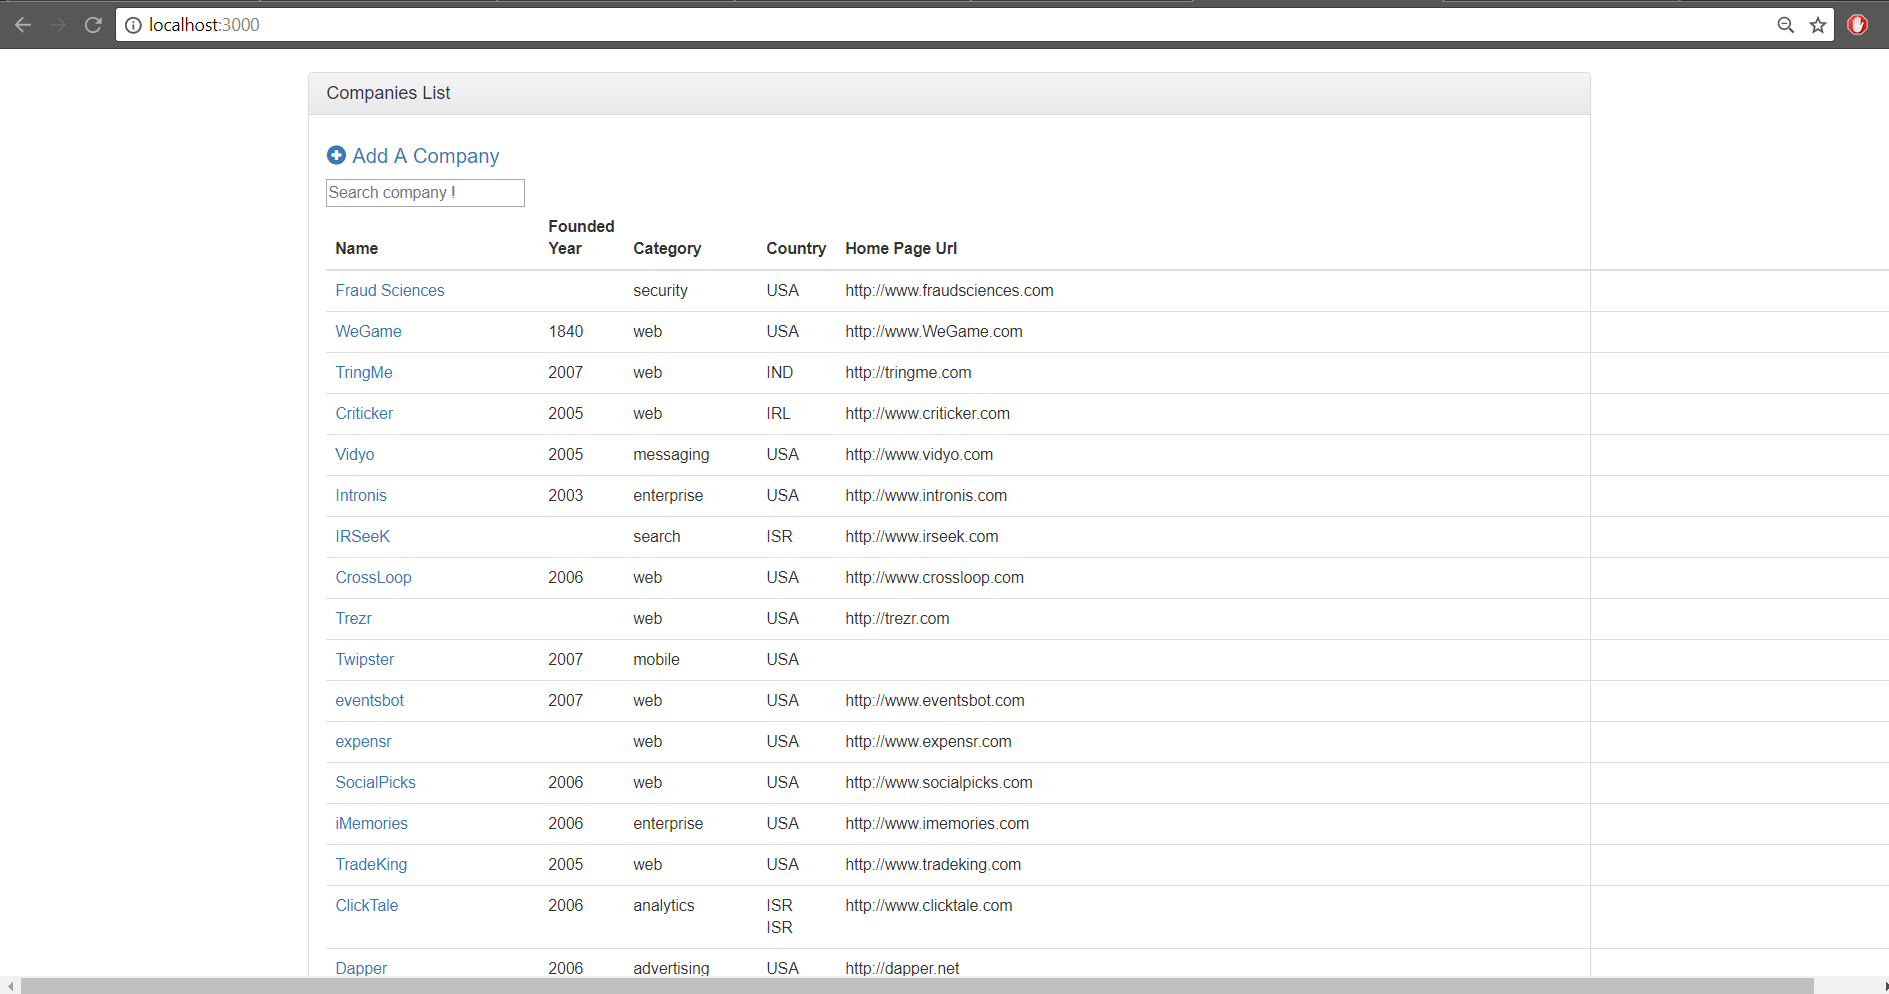 localhost:3000
Companies List
Add A Company
Search company !
Name Founded Year Category Country Home Page Url
Fraud Sciences security USA http://www.fraudsciences.com
WeGame 1840 web USA http://www.WeGame.com
TringMe 2007 web IND http://tringme.com
Criticker 2005 web IRL http://www.criticker.com
Vidyo 2005 messaging USA http://www.vidyo.com
Intronis 2003 enterprise USA http://www.intronis.com
IRSeeK search ISR http://www.irseek.com
CrossLoop 2006 web USA http://www.crossloop.com
Trezr web USA http://trezr.com
Twipster 2007 mobile USA
eventsbot 2007 web USA http://www.eventsbot.com
expensr web USA http://www.expensr.com
SocialPicks 2006 web USA http://www.socialpicks.com
iMemories 2006 enterprise USA http://www.imemories.com
TradeKing 2005 web USA http://www.tradeking.com
ClickTale 2006 analytics ISR http://www.clicktale.com
ISR
Dapper 2006 advertising USA http://dapper.net